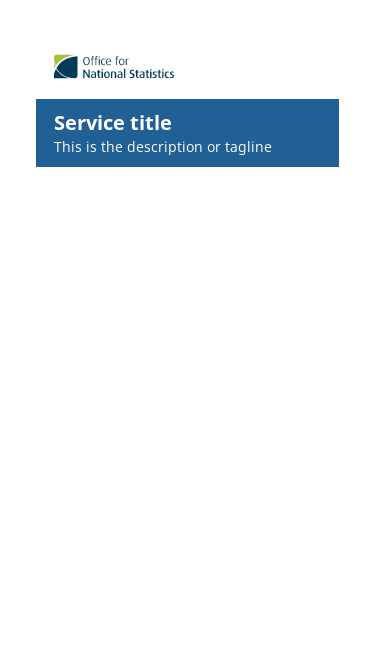 Office for
National Statistics
Service title
This is the description or tagline